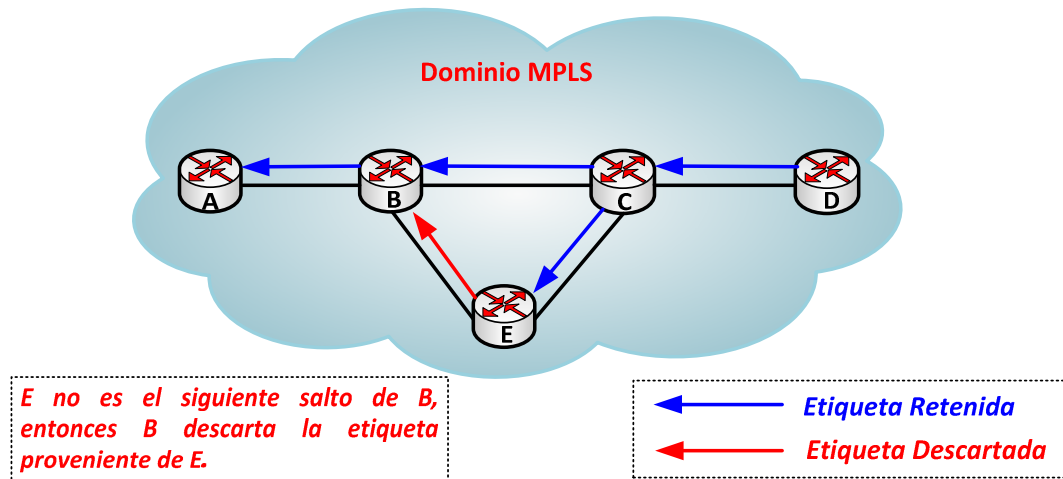 Dominio MPLS
A
B
C
D
E
E no es el siguiente salto de B,
entonces B descarta la etiqueta
proveniente de E.
Etiqueta Retenida
Etiqueta Descartada